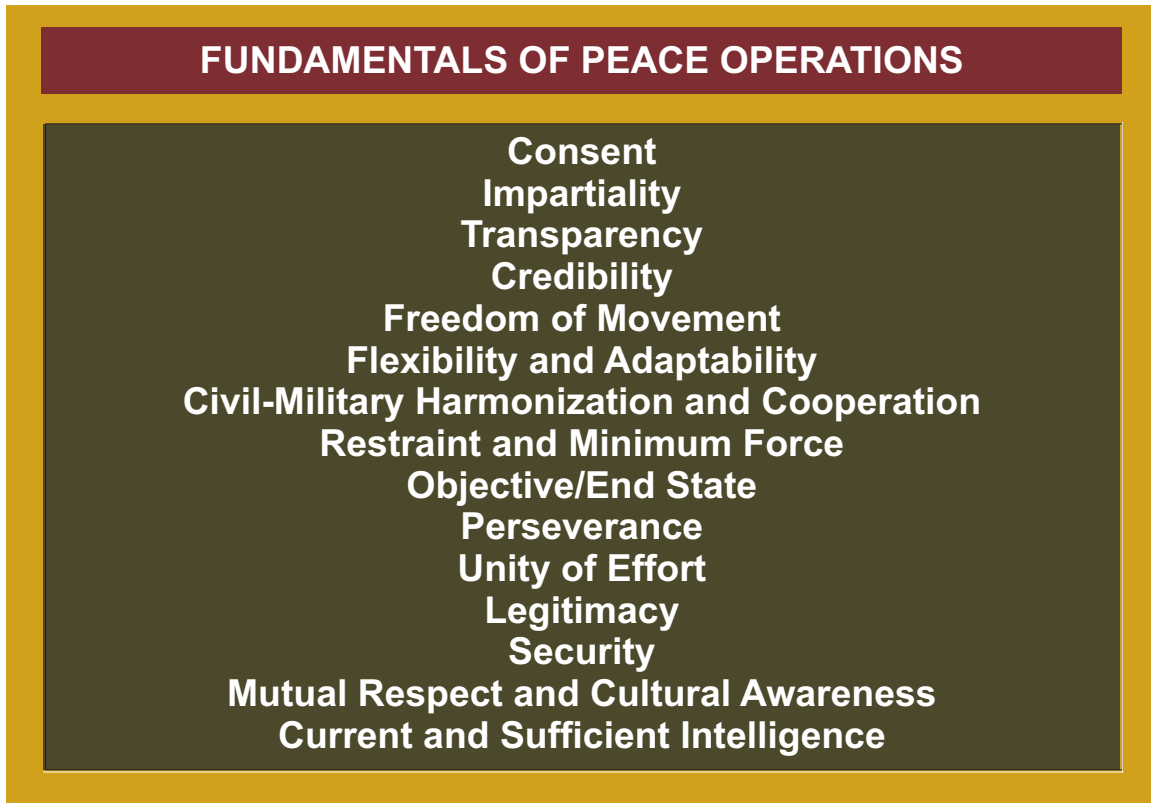 FUNDAMENTALS OF PEACE OPERATIONS
Consent
Impartiality
Transparency
Credibility
Freedom of Movement
Flexibility and Adaptability
Civil-Military Harmonization and Cooperation
Restraint and Minimum Force
Objective/End State
Perseverance
Unity of Effort
Legitimacy
Security
Mutual Respect and Cultural Awareness
Current and Sufficient Intelligence